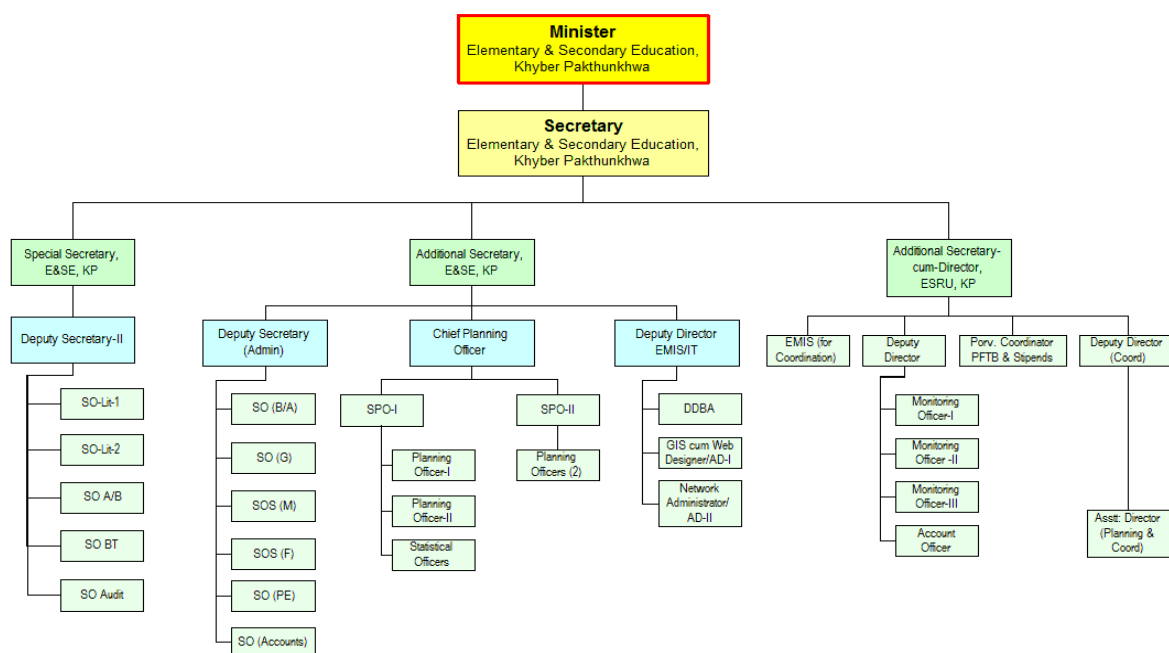 Minister
Elementary & Secondary Education,
Khyber Pakthunkhwa
Secretary
Elementary & Secondary Education,
Khyber Pakthunkhwa
Special Secretary,
E&SE, KP
Additional Secretary,
E&SE, KP
Additional Secretary-
cum-Director,
ESRU, KP
Deputy Secretary-II
Deputy Secretary
(Admin)
Chief Planning
Officer
Deputy Director
EMIS/IT
EMIS (for
Coordination)
Deputy
Director
Porv. Coordinator
PFTB & Stipends
Deputy Director
(Coord)
SO-Lit-1
SO-Lit-2
SO A/B
SO BT
SO Audit
SO (B/A)
SO (G)
SOS (M)
SOS (F)
SO (PE)
SO (Accounts)
SPO-I
Planning
Officer-I
Planning
Officer-II
Statistical
Officers
SPO-II
Planning
Officers (2)
DDBA
GIS cum Web
Designer/AD-I
Network
Administrator/
AD-II
Monitoring
Officer-I
Monitoring
Officer -II
Monitoring
Officer-III
Account
Officer
Asstt: Director
(Planning &
Coord)